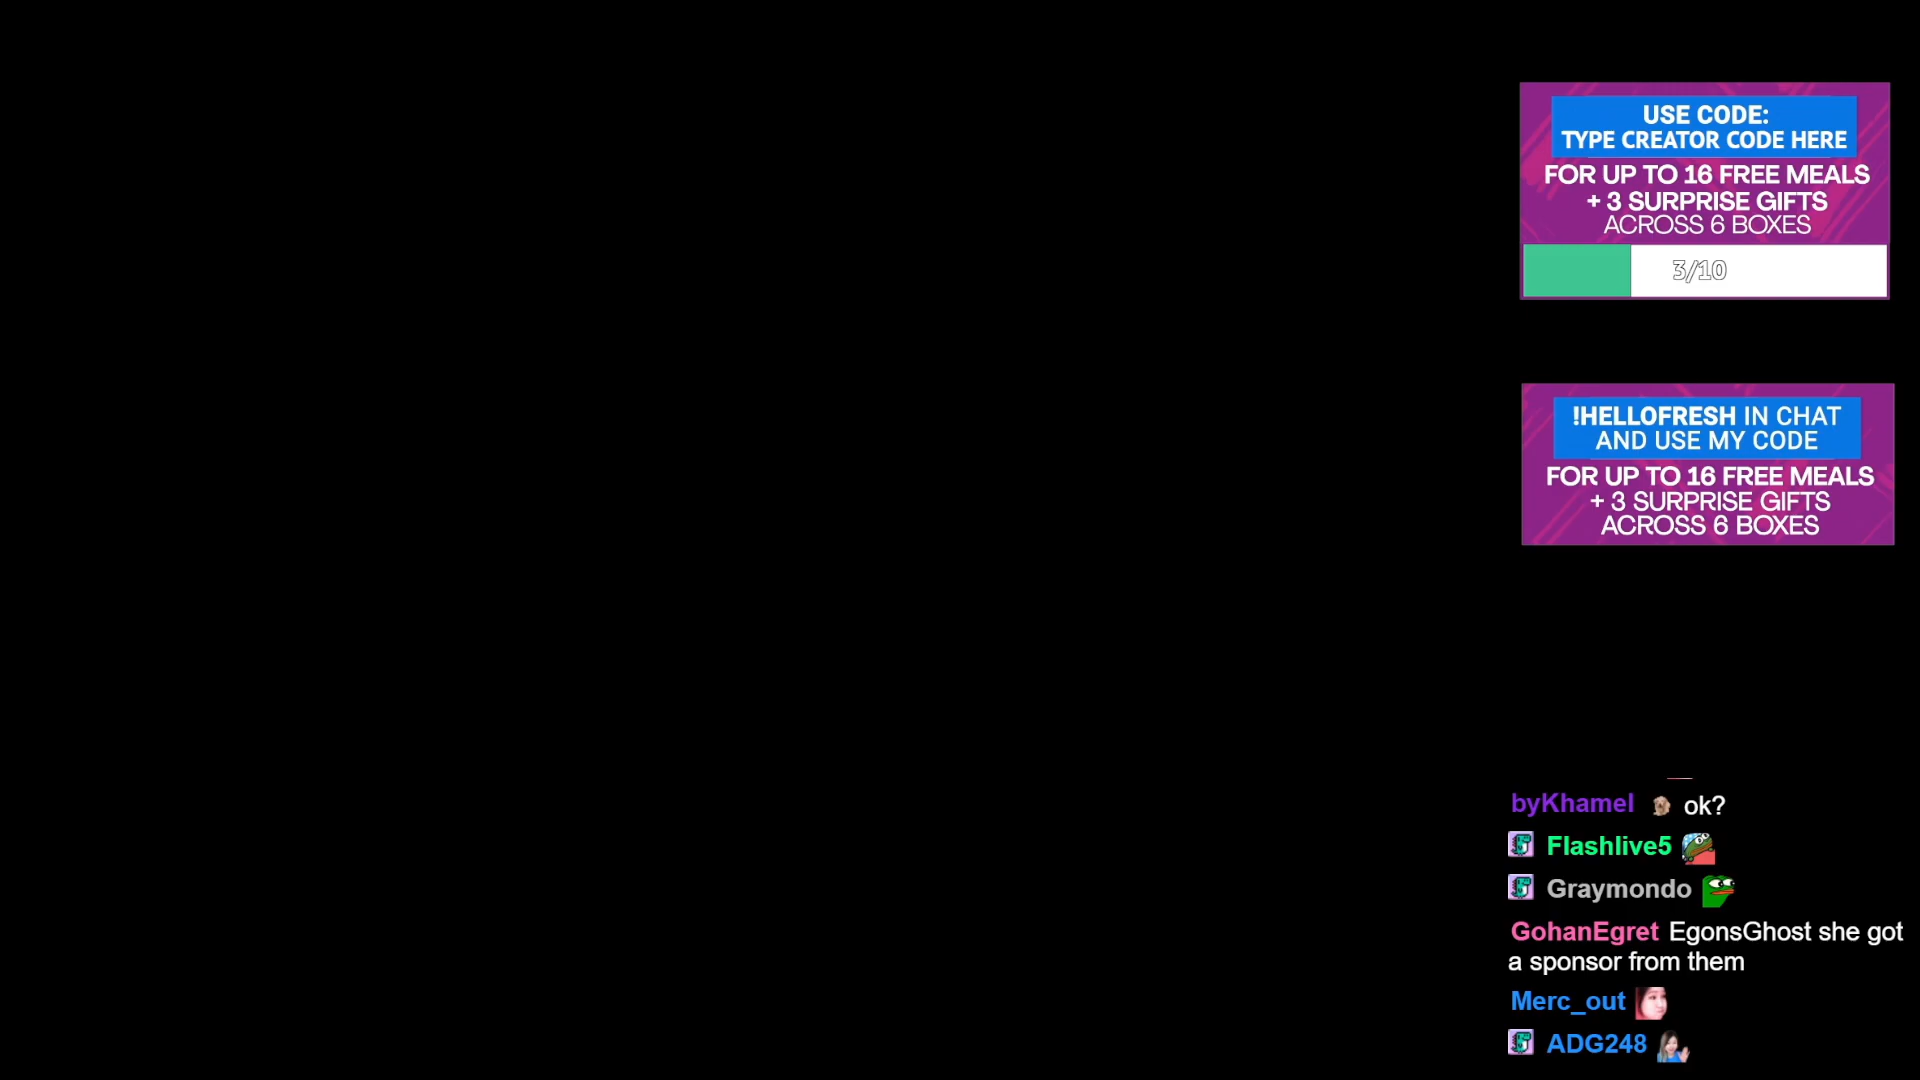 USE CODE:
TYPE CREATOR CODE HERE
FOR UP TO 16 FREE MEALS
+ 3 SURPRISE GIFTS
ACROSS 6 BOXES
3/10
!HELLOFRESH IN CHAT
AND USE MY CODE
FOR UP TO 16 FREE MEALS
+ 3 SURPRISE GIFTS
ACROSS 6 BOXES
byKhamel ok?
Flashlive5
Graymondo
GohanEgret EgonsGhost she got
a sponsor from them
Merc_out
ADG248